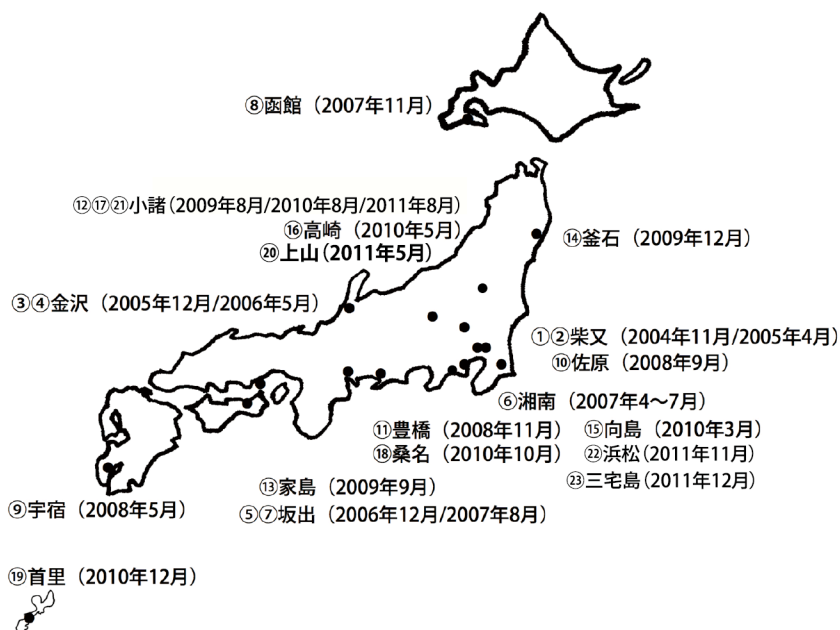 ⑧函館（2007年11月）
⑫⑰㉑小諸（2009年8月/2010年8月/2011年8月）
⑯高崎（2010年5月）
⑳上山（2011年5月）
⑭釜石（2009年12月）
③④金沢（2005年12月/2006年5月）
①②柴又（2004年11月/2005年4月）
⑩佐原（2008年9月）
⑥湘南（2007年4〜7月）
⑪豊橋（2008年11月）
⑮向島（2010年3月）
⑱桑名（2010年10月）
㉒浜松（2011年11月）
㉓三宅島（2011年12月）
⑬家島（2009年9月）
⑤⑦坂出（2006年12月/2007年8月）
⑨宇宿（2008年5月）
⑲首里（2010年12月）